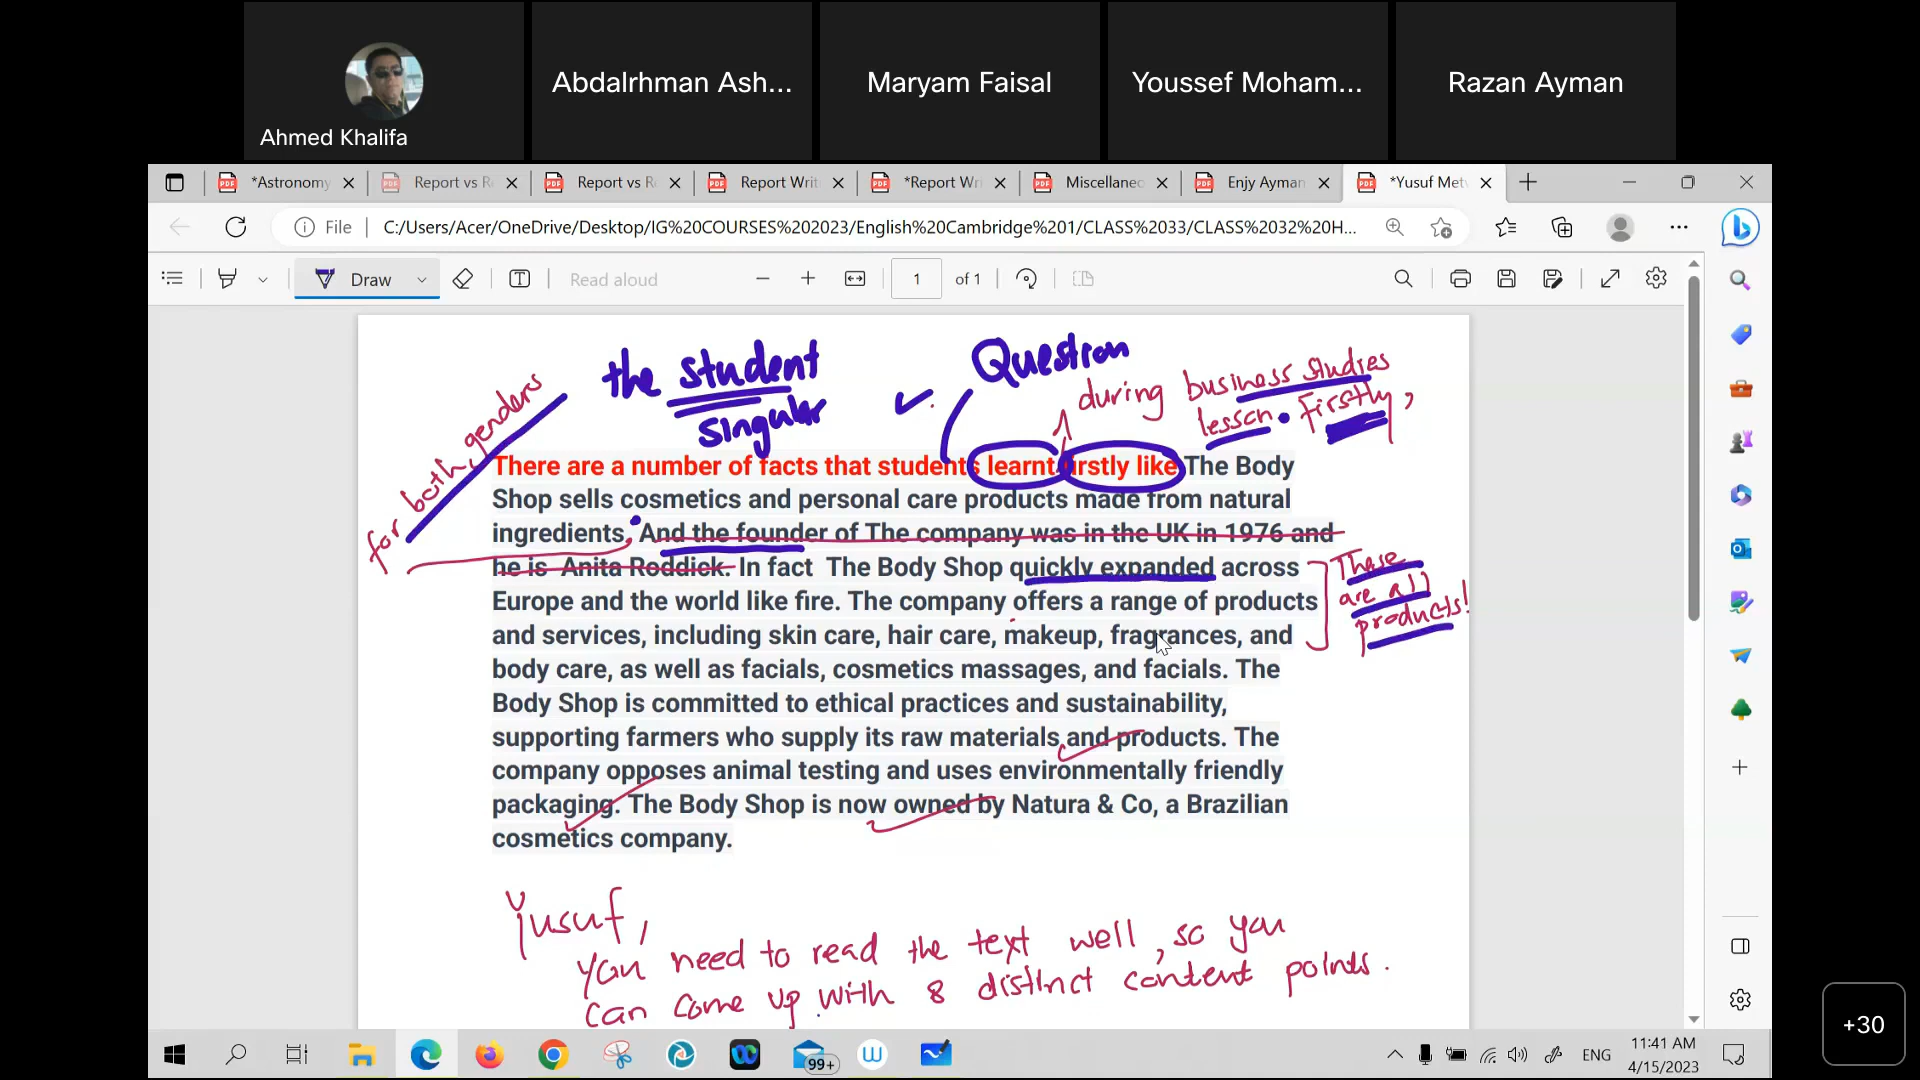 Ahmed Khalifa
Abdalrhman Ash...
Maryam Faisal
Youssef Moham...
Razan Ayman
*Astronomy
Report vs Re
Report vs Re
Report Writ
*Report Wri
Miscellanec
Enjy Ayman
*Yusuf Metw
File
C:/Users/Acer/OneDrive/Desktop/IG%20COURSES%202023/English%20Cambridge%201/CLASS%2033/CLASS%2032%20H...
Draw
Read aloud
1
of 1
the student
singular
Question
during business studies
lesson. Firstly,
for both genders
There are a number of facts that students learnt firstly like The Body
Shop sells cosmetics and personal care products made from natural
ingredients. And the founder of The company was in the UK in 1976 and
he is Anita Roddick. In fact The Body Shop quickly expanded across
Europe and the world like fire. The company offers a range of products
and services, including skin care, hair care, makeup, fragrances, and
body care, as well as facials, cosmetics massages, and facials. The
Body Shop is committed to ethical practices and sustainability,
supporting farmers who supply its raw materials and products. The
company opposes animal testing and uses environmentally friendly
packaging. The Body Shop is now owned by Natura & Co, a Brazilian
cosmetics company.
These
are all
products!
Yusuf,
you need to read the text well, so you
can come up with 8 distinct content points.
+30
99+
ENG
11:41 AM
4/15/2023